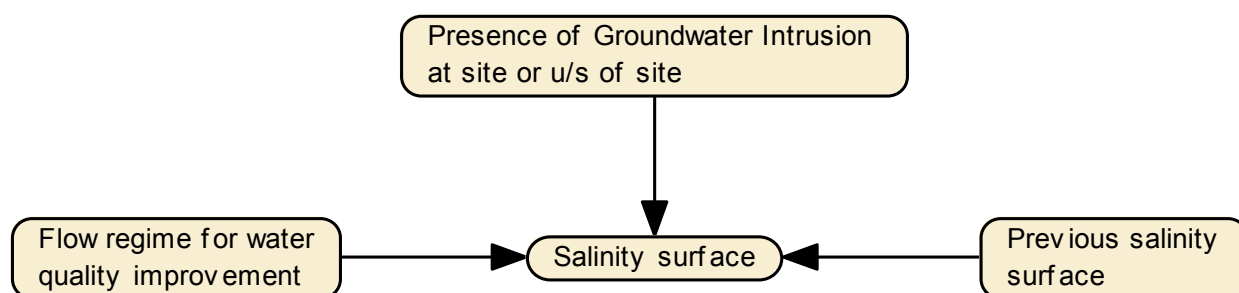 Presence of Groundwater Intrusion
at site or u/s of site
Flow regime for water
quality improvement
Salinity surface
Previous salinity
surface